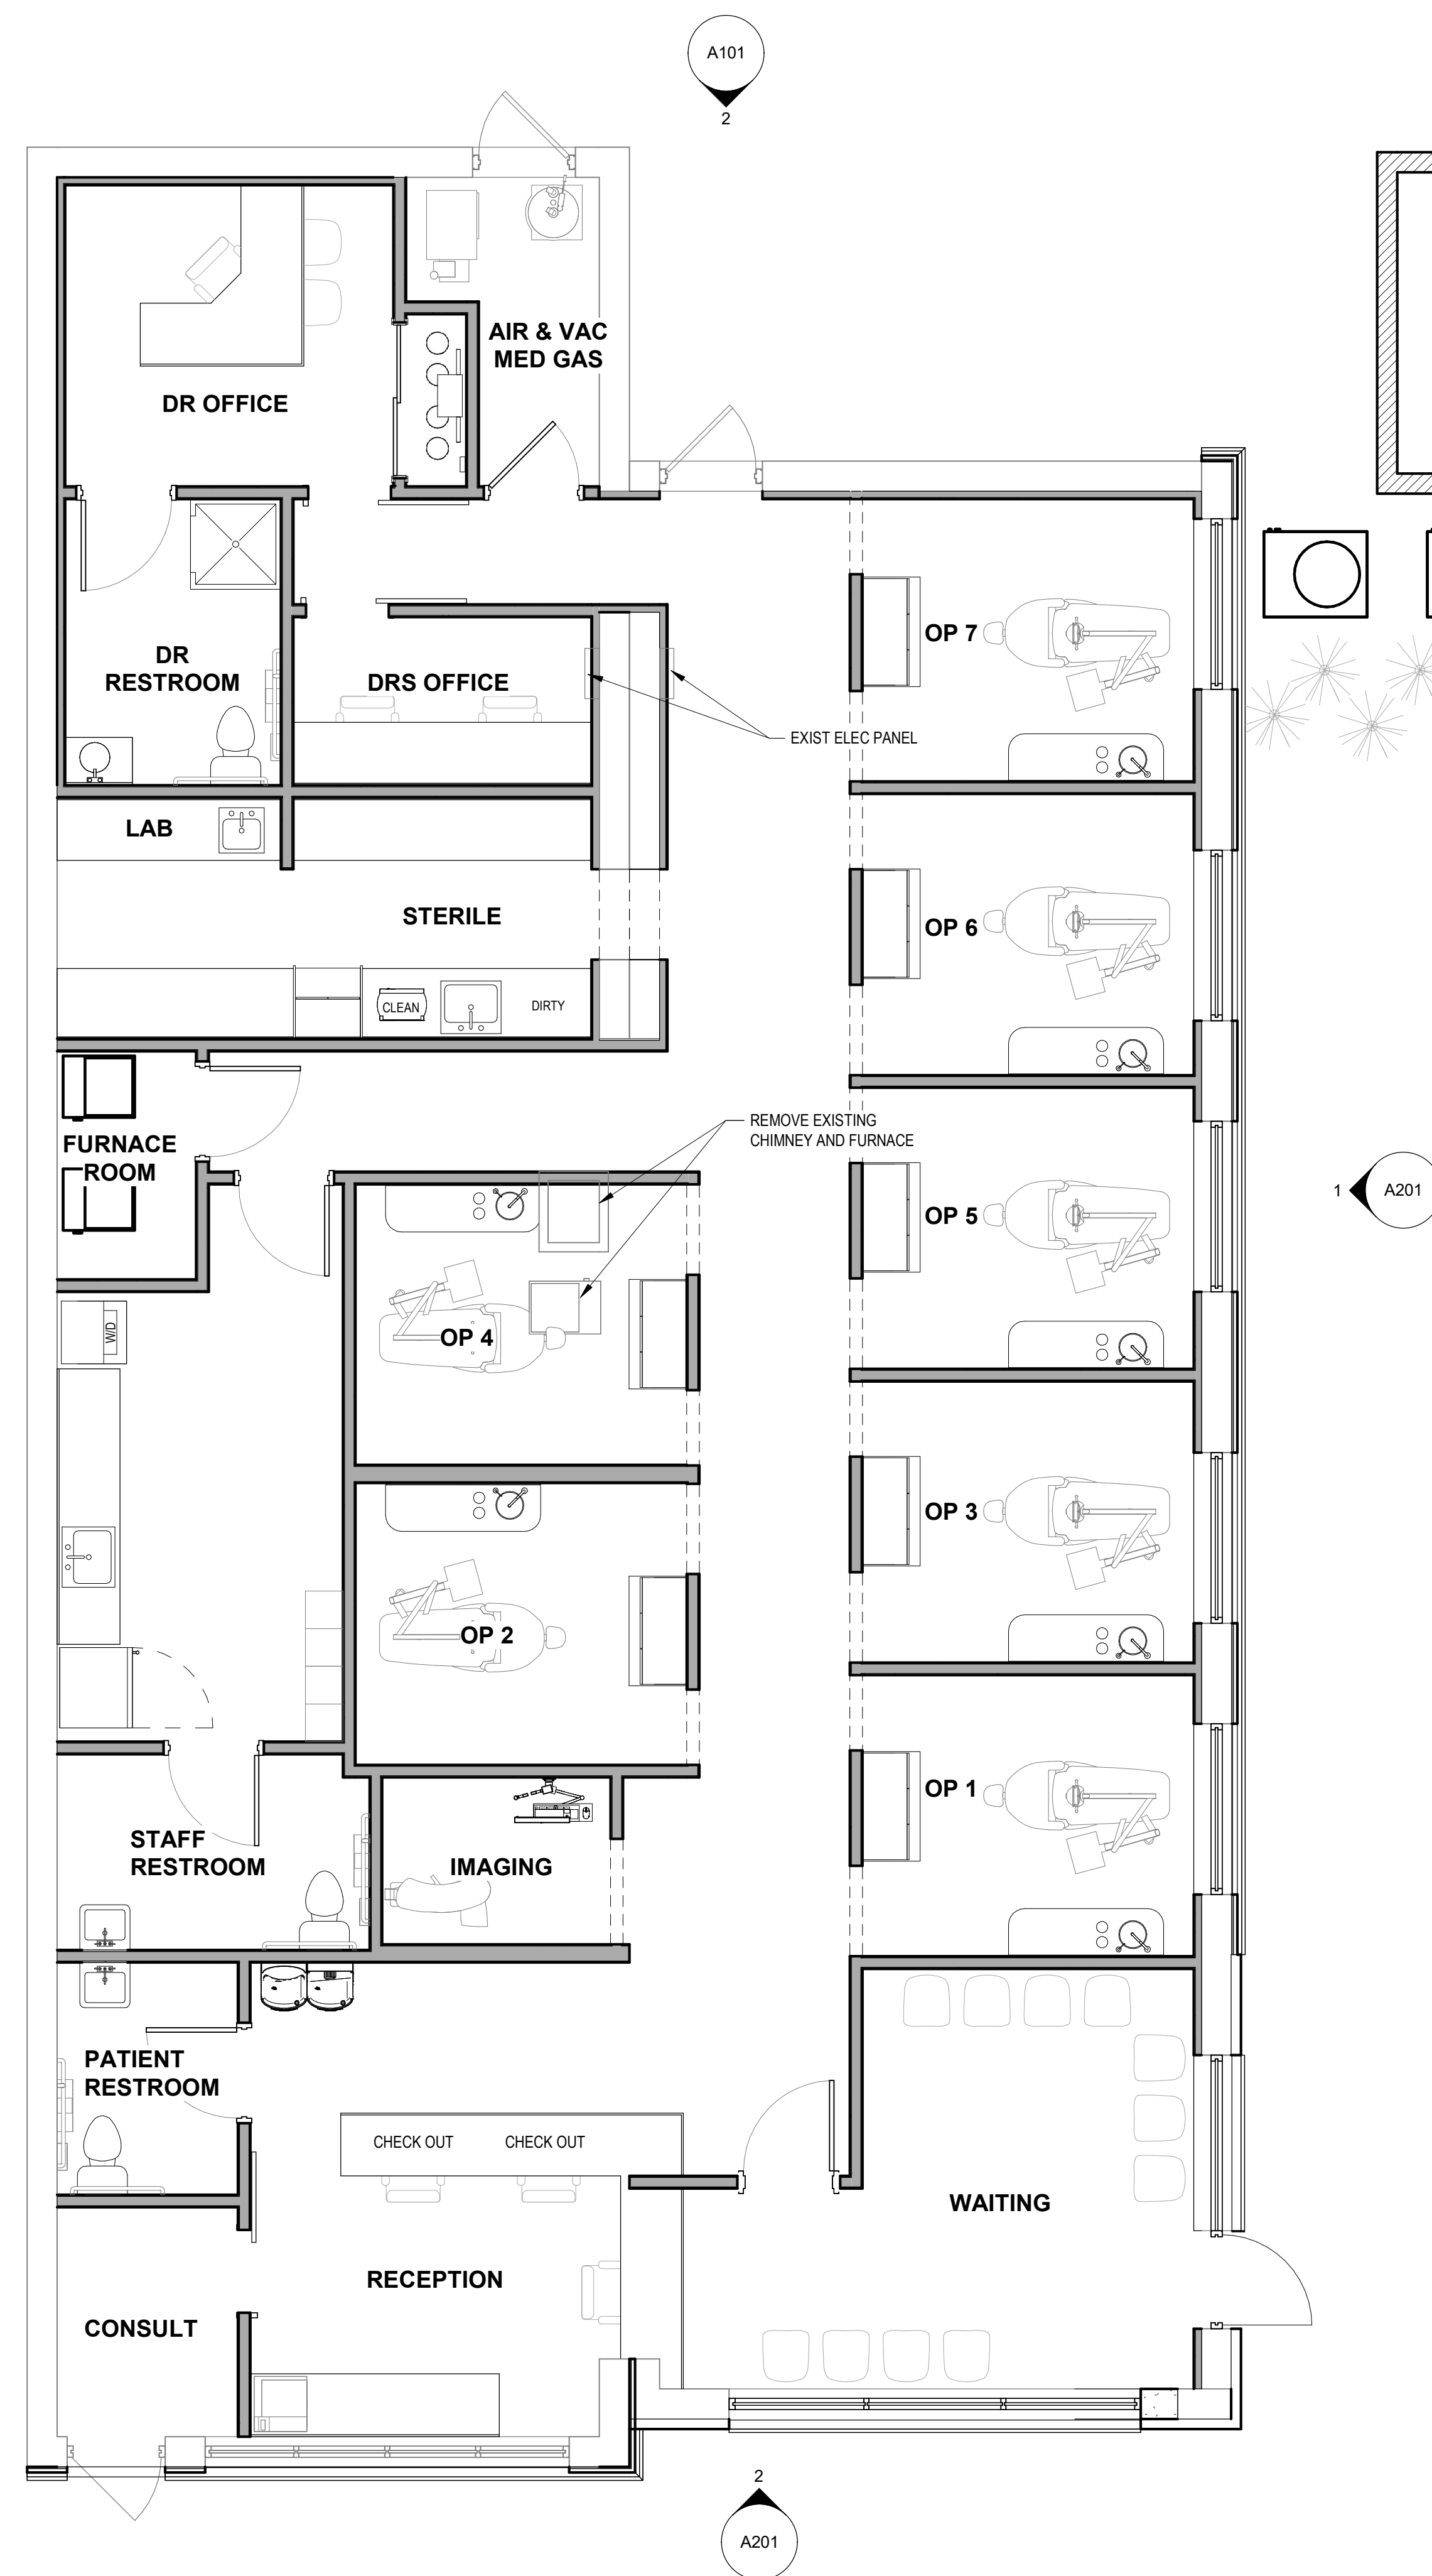 A101
2
AIR & VAC
MED GAS
DR OFFICE
OP 7
DR
RESTROOM
DRS OFFICE
EXIST ELEC PANEL
LAB
STERILE
OP 6
CLEAN
DIRTY
REMOVE EXISTING
CHIMNEY AND FURNACE
FURNACE
ROOM
1
A201
OP 5
W/D
OP 4
OP 3
OP 2
OP 1
STAFF
RESTROOM
IMAGING
PATIENT
RESTROOM
CHECK OUT
CHECK OUT
WAITING
RECEPTION
CONSULT
2
A201